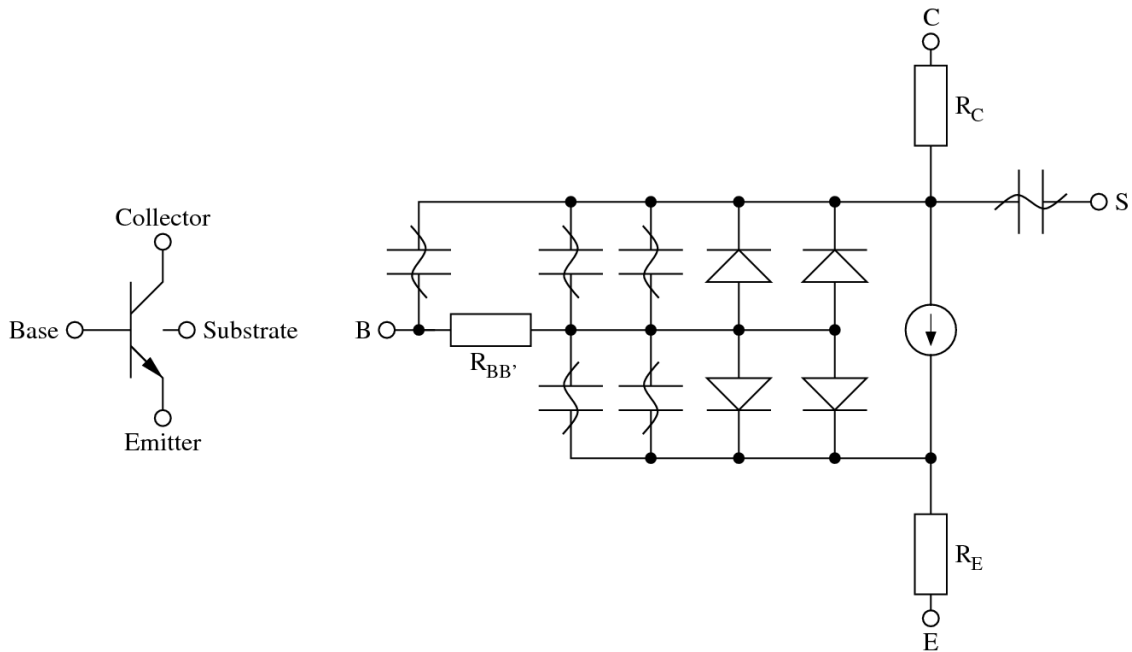 Collector
Base
Substrate
Emitter
C
R_C
S
B
R_BB'
R_E
E